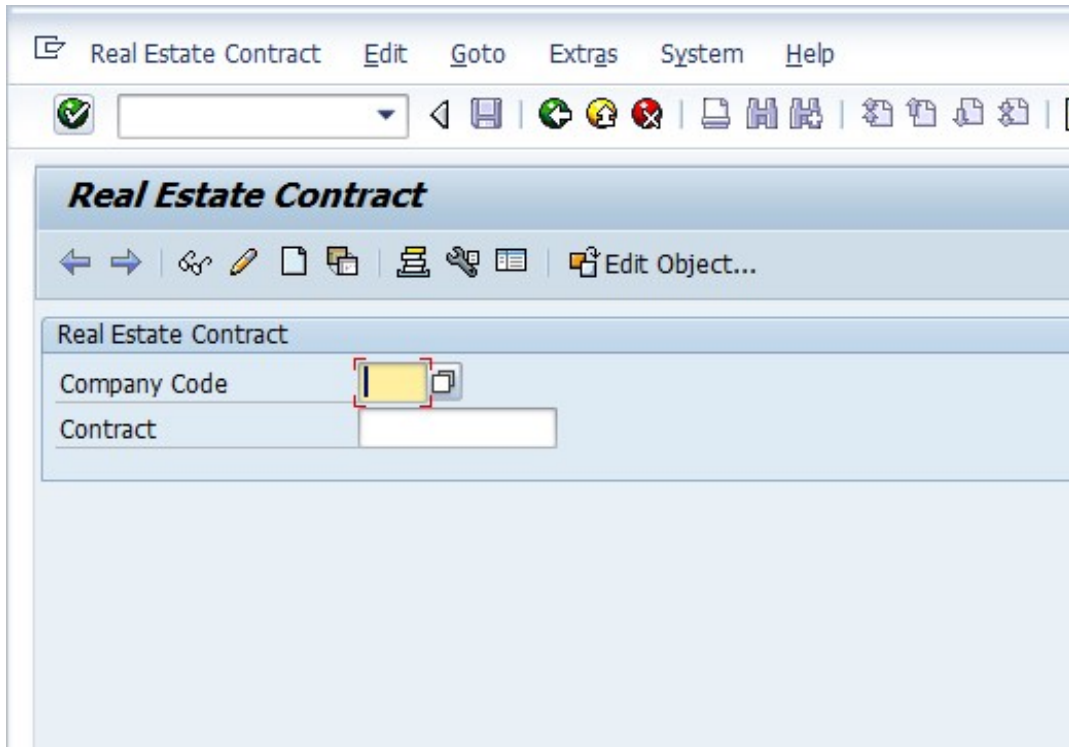 Real Estate Contract Edit Goto Extras System Help
Real Estate Contract
Edit Object...
Real Estate Contract
Company Code
Contract